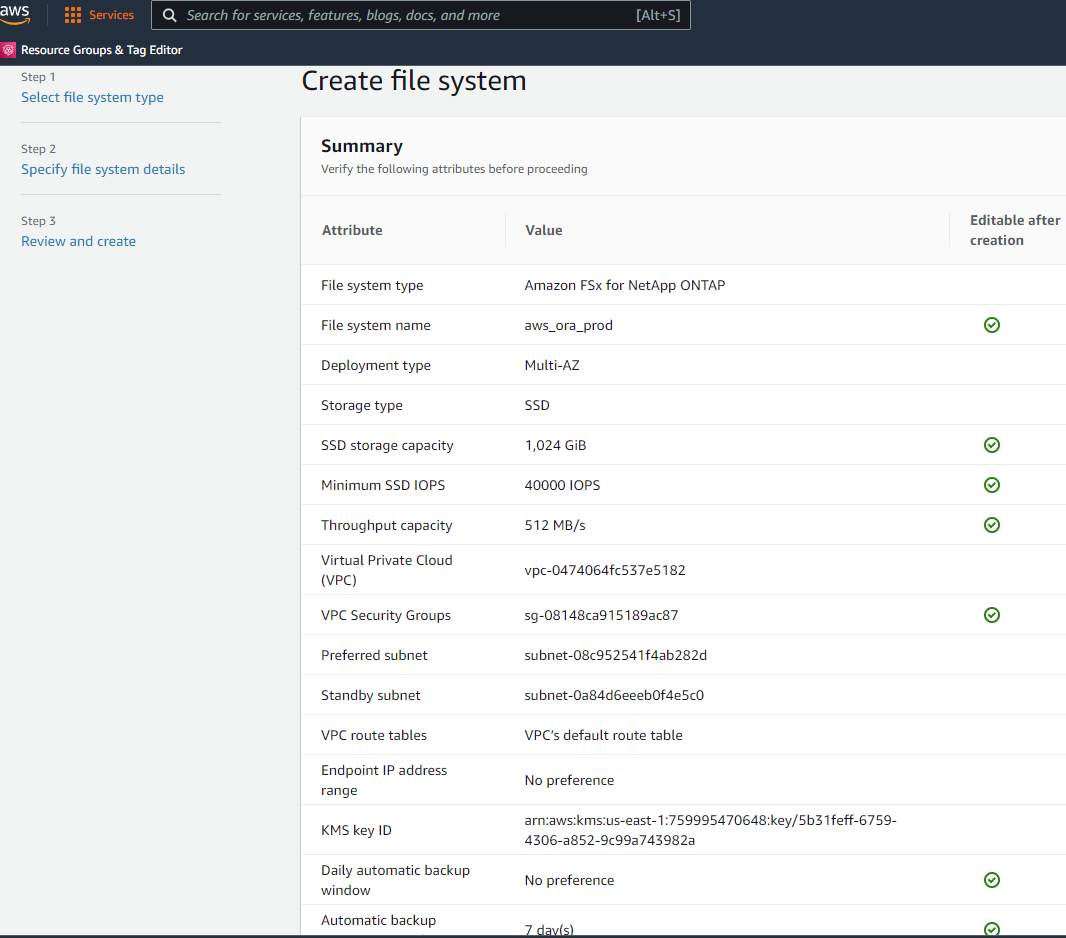 aws
Services
Search for services, features, blogs, docs, and more
[Alt+S]
Resource Groups & Tag Editor
Step 1
Select file system type
Step 2
Specify file system details
Step 3
Review and create
Create file system
Summary
Verify the following attributes before proceeding
Attribute
Value
Editable after
creation
File system type
Amazon FSx for NetApp ONTAP
File system name
aws_ora_prod
Deployment type
Multi-AZ
Storage type
SSD
SSD storage capacity
1,024 GiB
Minimum SSD IOPS
40000 IOPS
Throughput capacity
512 MB/s
Virtual Private Cloud
(VPC)
vpc-0474064fc537e5182
VPC Security Groups
sg-08148ca915189ac87
Preferred subnet
subnet-08c952541f4ab282d
Standby subnet
subnet-0a84d6eeeb0f4e5c0
VPC route tables
VPC's default route table
Endpoint IP address
range
No preference
KMS key ID
arn:aws:kms:us-east-1:759995470648:key/5b31feff-6759-
4306-a852-9c99a743982a
Daily automatic backup
window
No preference
Automatic backup
7 day(s)